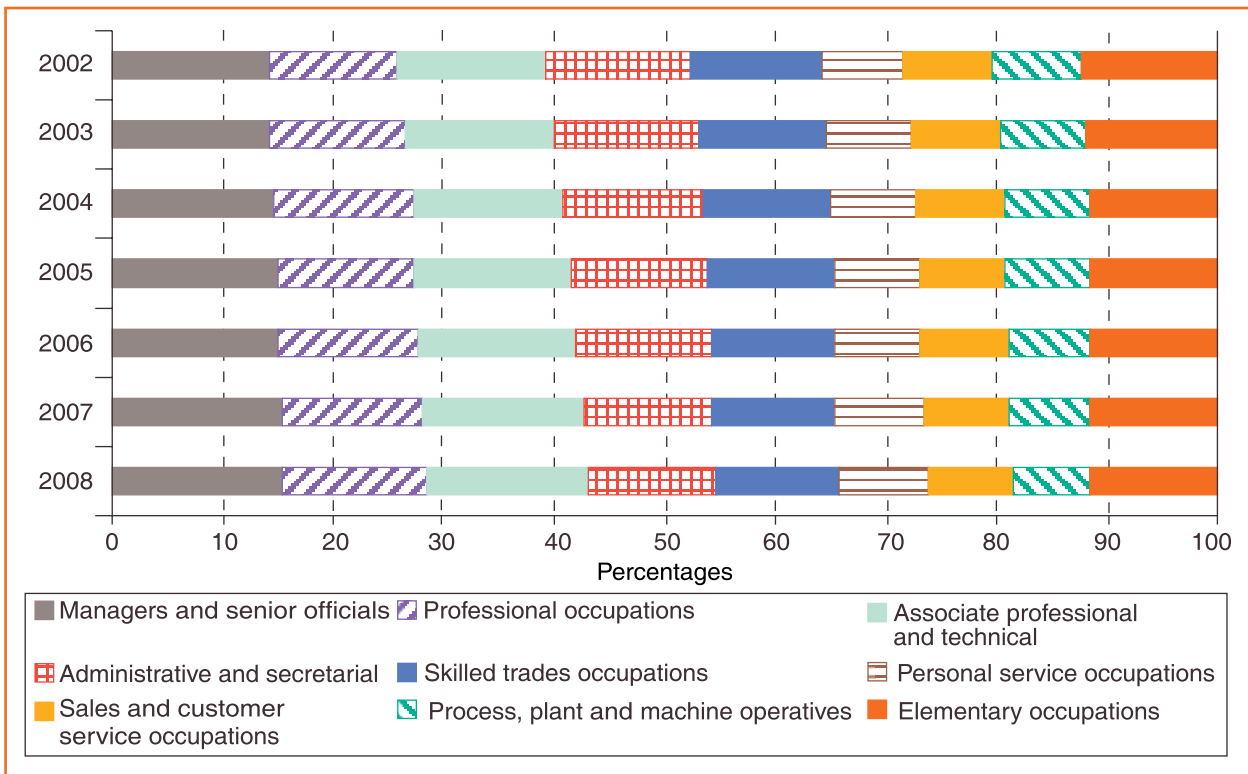 2002
2003
2004
2005
2006
2007
2008
0 10 20 30 40 50 60 70 80 90 100
Percentages
Managers and senior officials
Professional occupations
Associate professional
and technical
Administrative and secretarial
Skilled trades occupations
Personal service occupations
Sales and customer
service occupations
Process, plant and machine operatives
Elementary occupations